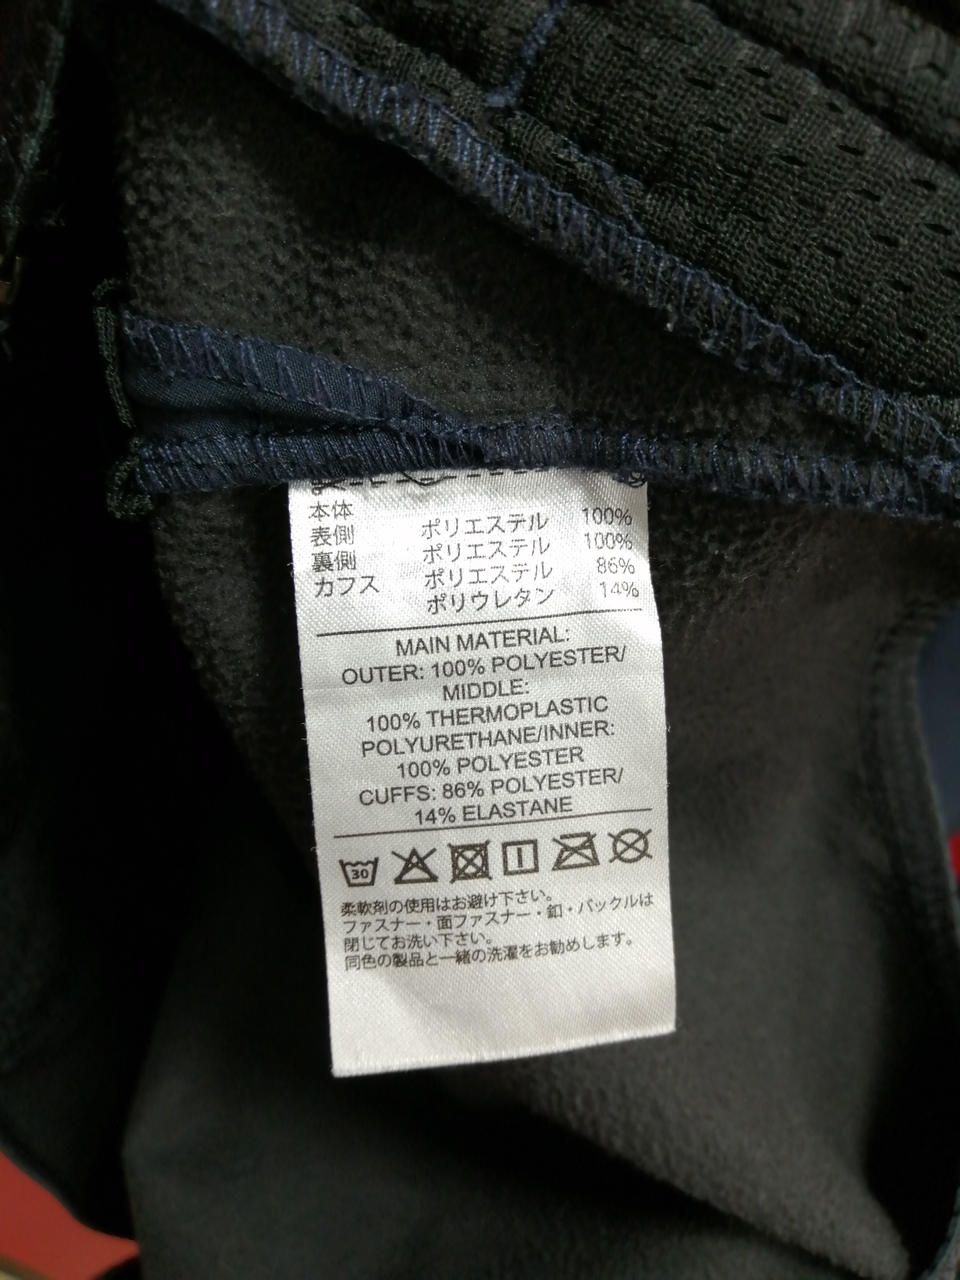 本体
表側 ポリエステル 100%
裏側 ポリエステル 100%
カフス ポリエステル 86%
ポリウレタン 14%
MAIN MATERIAL:
OUTER: 100% POLYESTER/
MIDDLE:
100% THERMOPLASTIC
POLYURETHANE/INNER:
100% POLYESTER
CUFFS: 86% POLYESTER/
14% ELASTANE
30
柔軟剤の使用はお避け下さい。
ファスナー・面ファスナー・釦・バックルは
閉じてお洗い下さい。
同色の製品と一緒の洗濯をお勧めします。